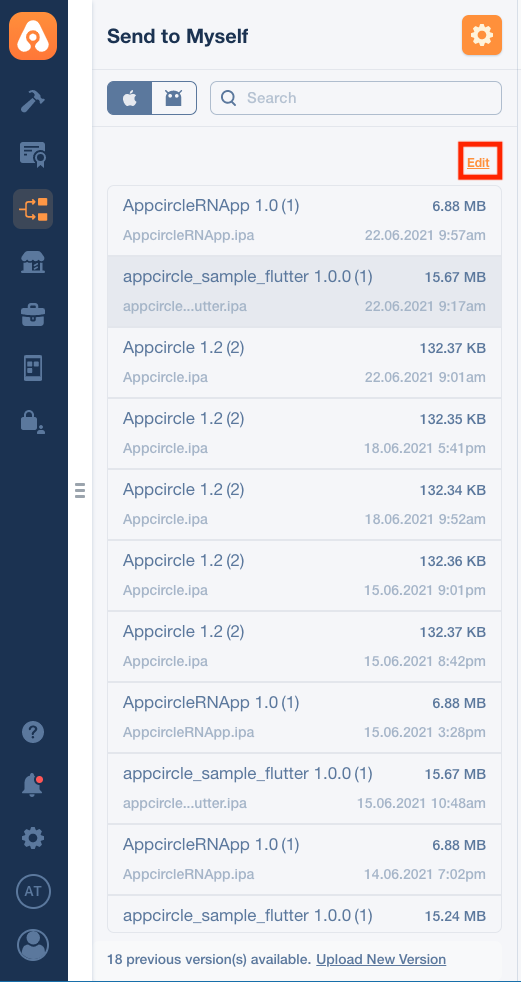 Send to Myself
Search
Edit
AppcircleRNApp 1.0 (1) 6.88 MB
AppcircleRNApp.ipa 22.06.2021 9:57am
appcircle_sample_flutter 1.0.0 (1) 15.67 MB
appcircle...utter.ipa 22.06.2021 9:17am
Appcircle 1.2 (2) 132.37 KB
Appcircle.ipa 22.06.2021 9:01am
Appcircle 1.2 (2) 132.35 KB
Appcircle.ipa 18.06.2021 5:41pm
Appcircle 1.2 (2) 132.34 KB
Appcircle.ipa 18.06.2021 9:52am
Appcircle 1.2 (2) 132.36 KB
Appcircle.ipa 15.06.2021 9:01pm
Appcircle 1.2 (2) 132.37 KB
Appcircle.ipa 15.06.2021 8:42pm
AppcircleRNApp 1.0 (1) 6.88 MB
AppcircleRNApp.ipa 15.06.2021 3:28pm
appcircle_sample_flutter 1.0.0 (1) 15.67 MB
appcircle...utter.ipa 15.06.2021 10:48am
AppcircleRNApp 1.0 (1) 6.88 MB
AppcircleRNApp.ipa 14.06.2021 7:02pm
appcircle_sample_flutter 1.0.0 (1) 15.24 MB
AT
18 previous version(s) available. Upload New Version